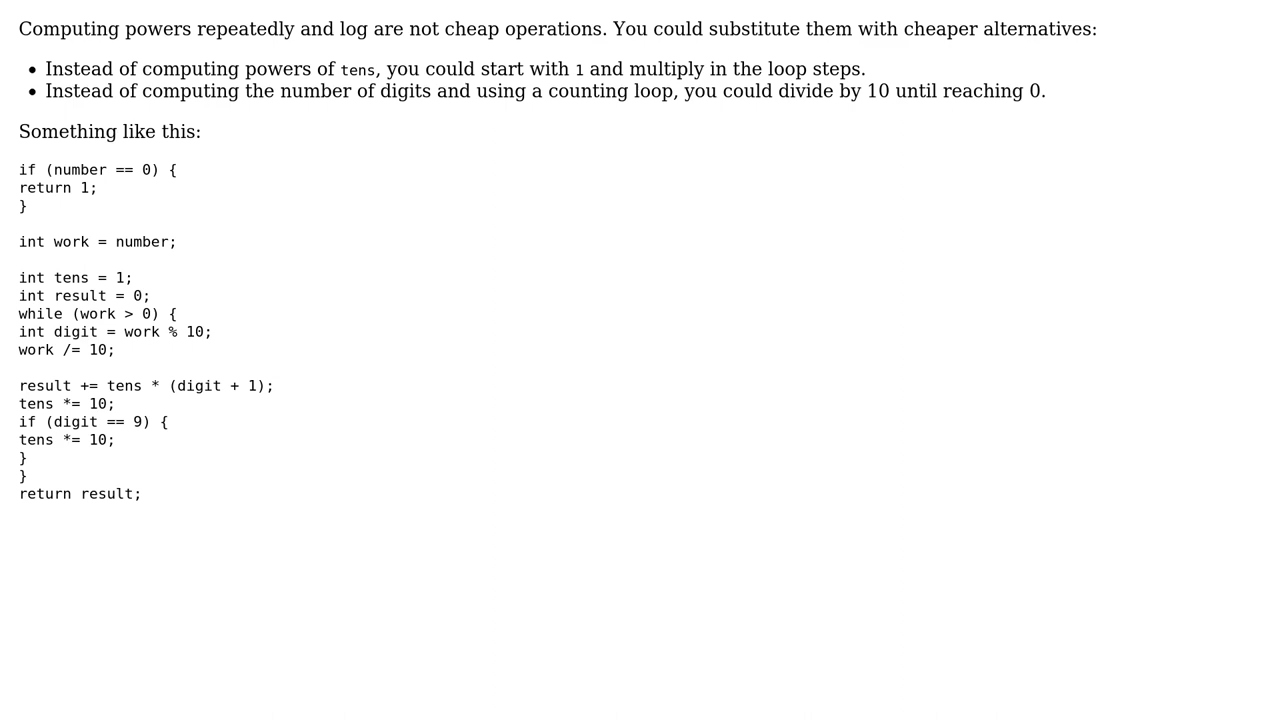 Computing powers repeatedly and log are not cheap operations. You could substitute them with cheaper alternatives:
• Instead of computing powers of tens, you could start with 1 and multiply in the loop steps.
• Instead of computing the number of digits and using a counting loop, you could divide by 10 until reaching 0.
Something like this:
if (number == 0) {
return 1;
}
int work = number;
int tens = 1;
int result = 0;
while (work > 0) {
int digit = work % 10;
work /= 10;
result += tens * (digit + 1);
tens *= 10;
if (digit == 9) {
tens *= 10;
}
}
return result;